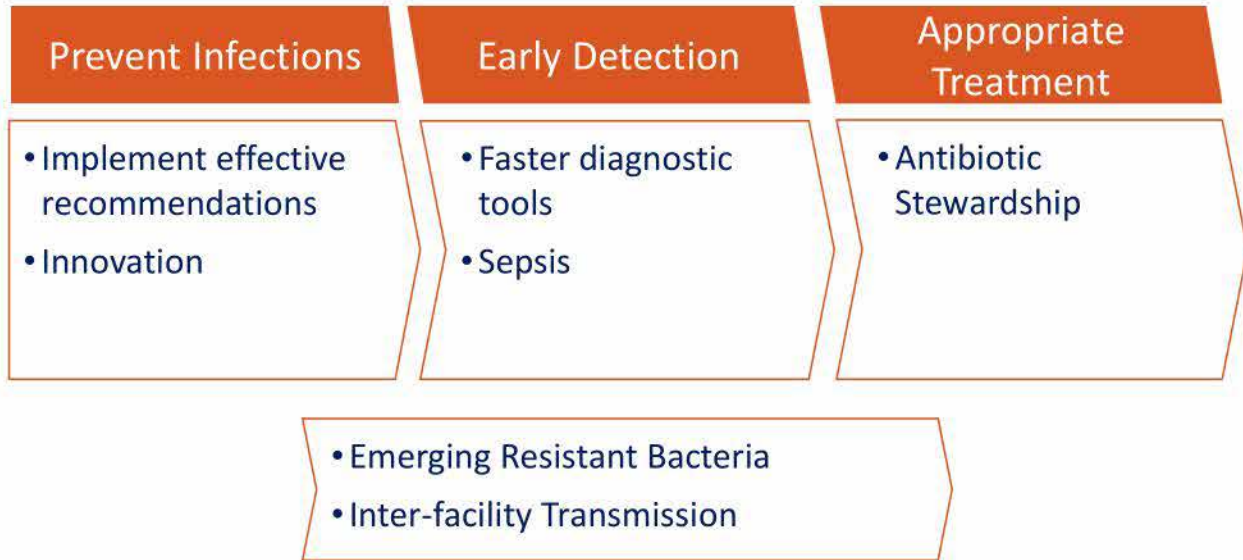 Prevent Infections
Early Detection
Appropriate
Treatment
• Implement effective
recommendations
• Innovation
• Faster diagnostic
tools
• Sepsis
• Antibiotic
Stewardship
• Emerging Resistant Bacteria
• Inter-facility Transmission